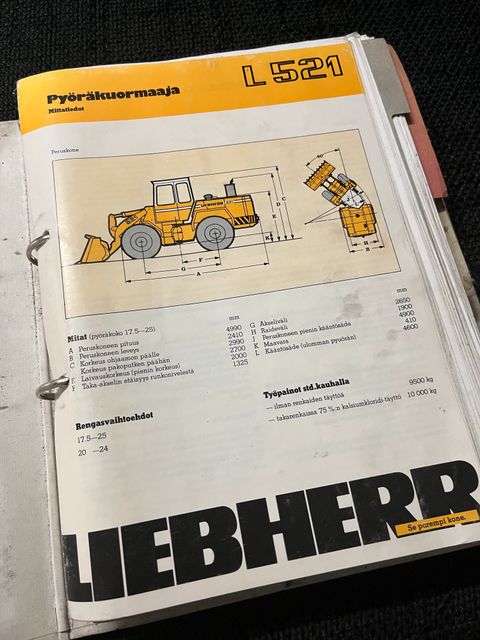 L 521
Pyöräkuormaaja
Mittatiedot
Peruskone
LIEBHERR
40°
D C
E
K
F
G
A
H
B
Mitat (pyöräkoko 17.5—25) mm
A Peruskoneen pituus 4990
B Peruskoneen leveys 2410
C Korkeus ohjaamon päälle 2990
Korkeus pakoputken päähän 2700
E Laivauskorkeus (pienin korkeus) 2000
F Taka-akselin etäisyys runkonivelestä 1325
mm
G Akseliväli 2650
H Raideväli 1900
J Peruskoneen pienin kääntösäde 4900
K Maavara 410
L Kääntösäde (ulomman pyörään) 4600
Rengasvaihtoehdot
17.5—25
20 —24
Työpainot std.kauhalla
— ilman renkaiden täyttöä 9500 kg
— takarenkaissa 75 %:n kalsiumkloridi-täyttö 10 000 kg
LIEBHERR
Se parempi kone.